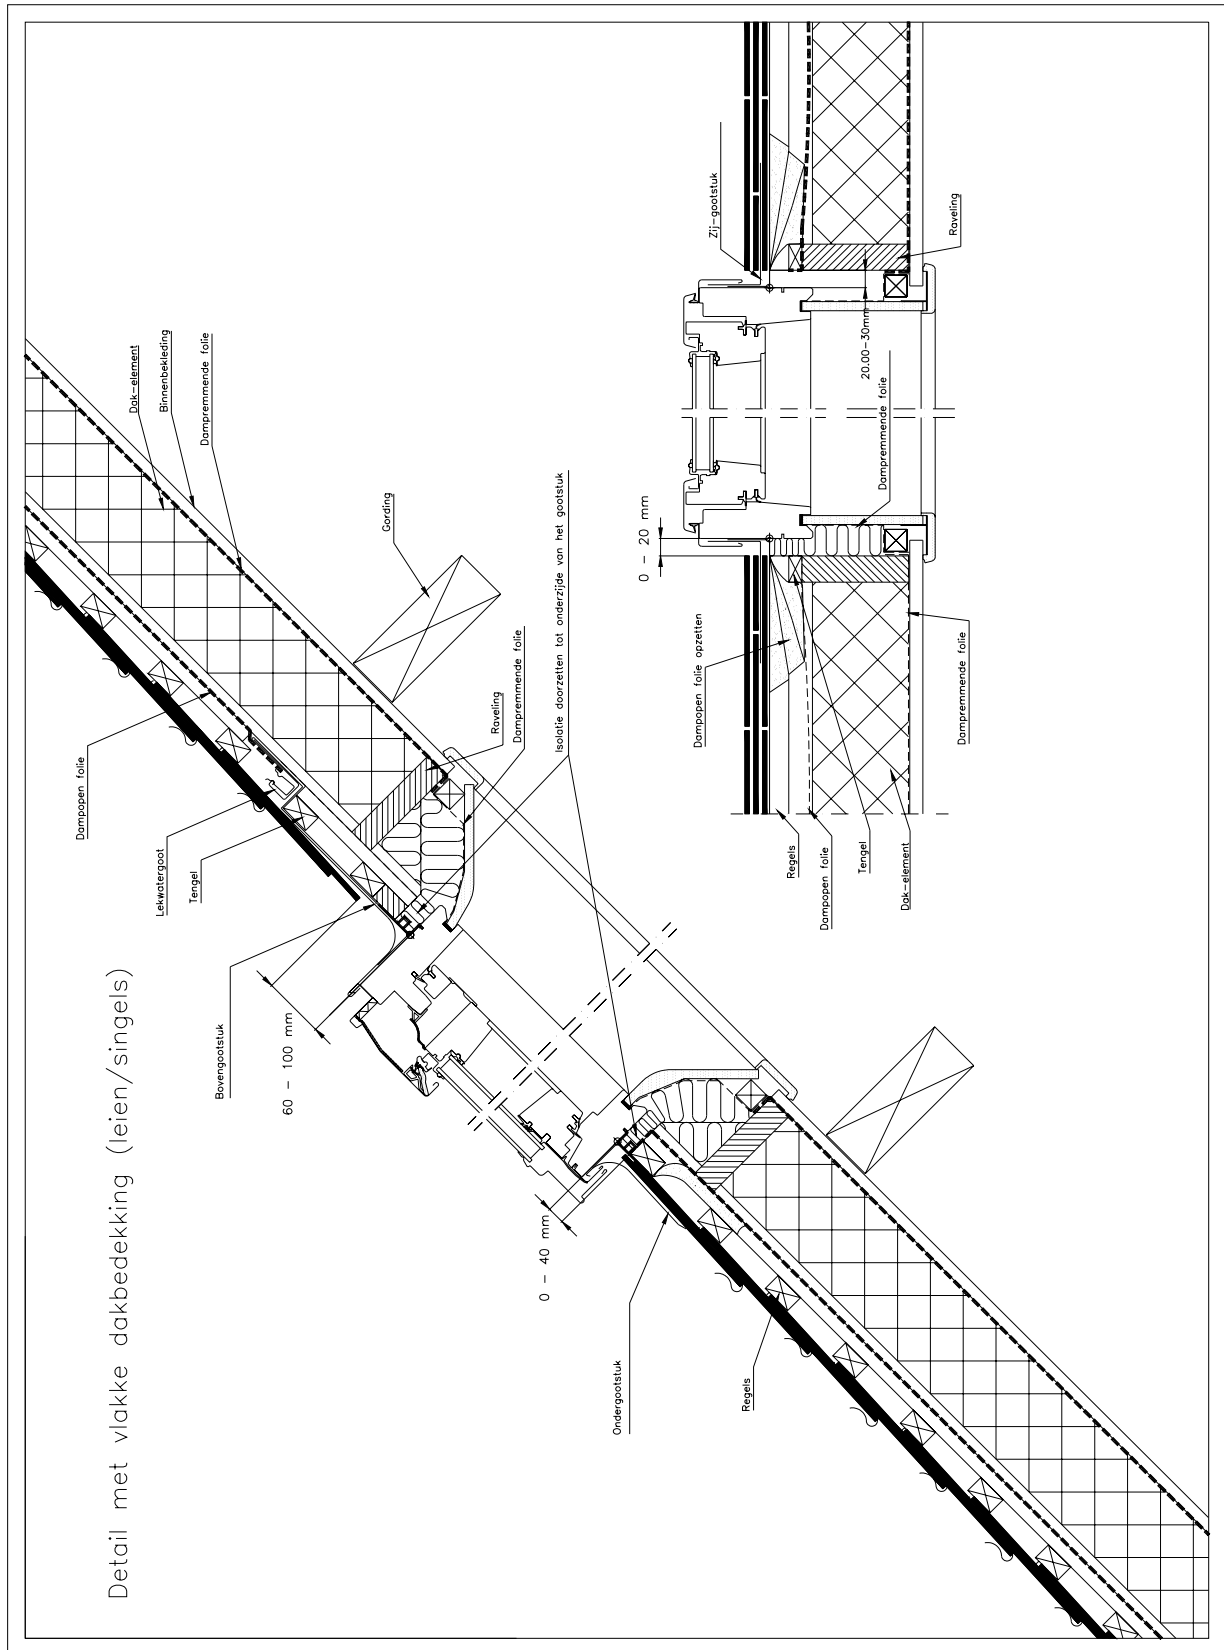 Detail met vlakke dakbedekking (leien/singels)
Dampopen folie
Lekwatergoot
Tengel
Bovengootstuk
60 - 100 mm
Dak-element
Binnenbekleding
Dampremmende folie
Gording
Raveling
Dampremmende folie
Isolatie doorzetten tot onderzijde van het gootstuk
0 - 40 mm
Ondergootstuk
Regels
Zij-gootstuk
Raveling
20.00-30mm
Dampremmende folie
0 - 20 mm
Dampopen folie opzetten
Regels
Dampopen folie
Tengel
Dak-element
Dampremmende folie